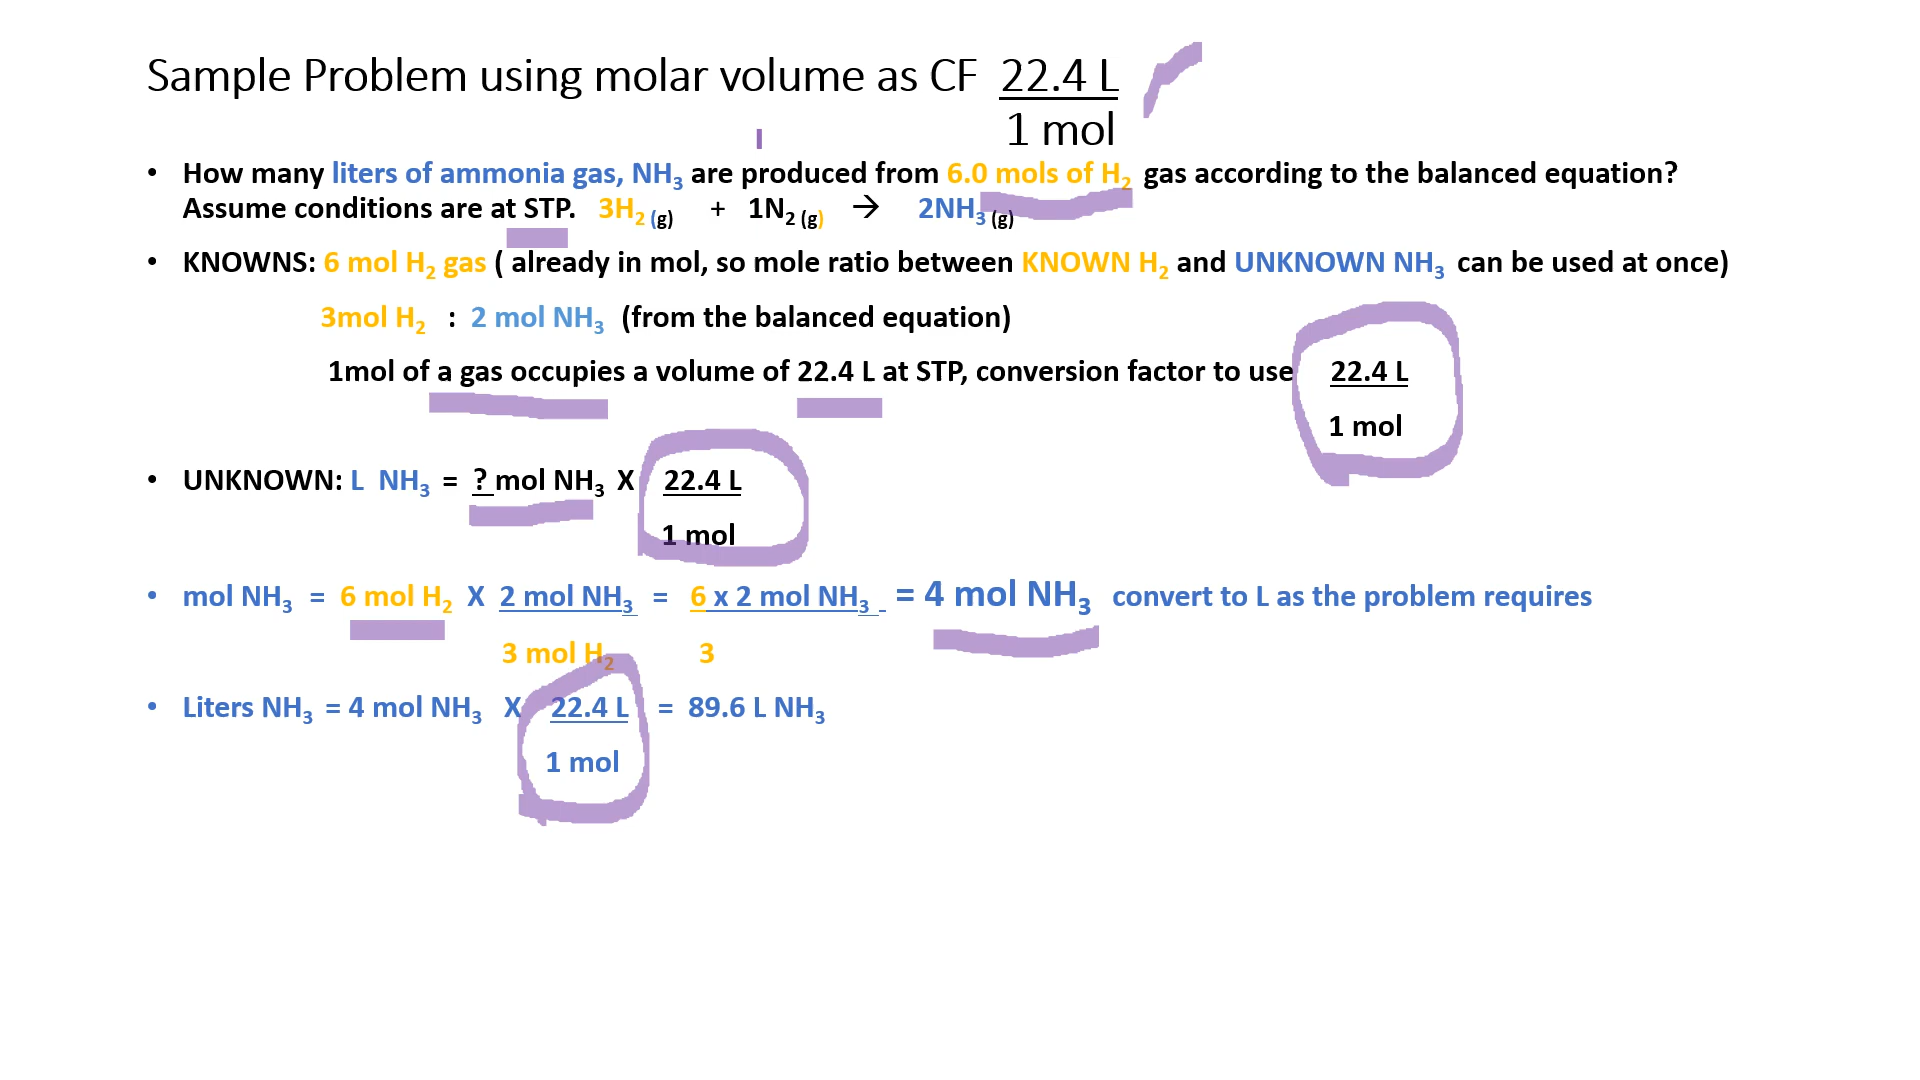 Sample Problem using molar volume as CF 22.4 L
1 mol
• How many liters of ammonia gas, NH₃ are produced from 6.0 mols of H₂ gas according to the balanced equation?
Assume conditions are at STP. 3H₂ (g) + 1N₂ (g) → 2NH₃ (g)
• KNOWNS: 6 mol H₂ gas ( already in mol, so mole ratio between KNOWN H₂ and UNKNOWN NH₃ can be used at once)
3mol H₂ : 2 mol NH₃ (from the balanced equation)
1mol of a gas occupies a volume of 22.4 L at STP, conversion factor to use 22.4 L
1 mol
• UNKNOWN: L NH₃ = ? mol NH₃ X 22.4 L
1 mol
• mol NH₃ = 6 mol H₂ X 2 mol NH₃ = 6 x 2 mol NH₃ = 4 mol NH₃ convert to L as the problem requires
3 mol H₂ 3
• Liters NH₃ = 4 mol NH₃ X 22.4 L = 89.6 L NH₃
1 mol